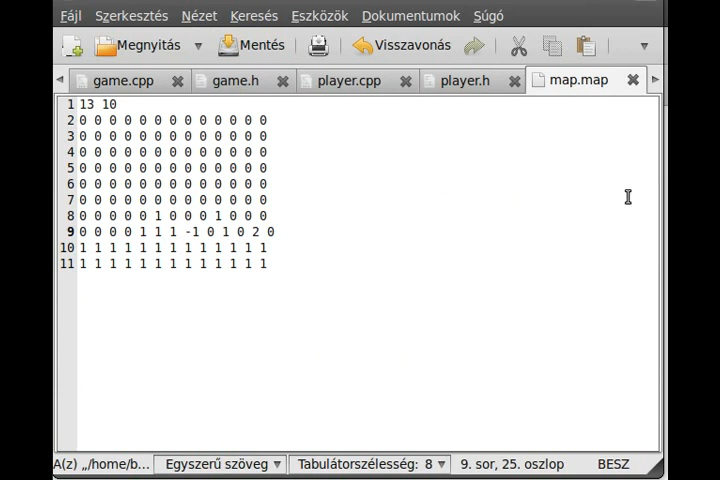 Fájl Szerkesztés Nézet Keresés Eszközök Dokumentumok Súgó
Megnyitás Mentés Visszavonás
game.cpp game.h player.cpp player.h map.map
1 13 10
2 0 0 0 0 0 0 0 0 0 0 0 0 0
3 0 0 0 0 0 0 0 0 0 0 0 0 0
4 0 0 0 0 0 0 0 0 0 0 0 0 0
5 0 0 0 0 0 0 0 0 0 0 0 0 0
6 0 0 0 0 0 0 0 0 0 0 0 0 0
7 0 0 0 0 0 0 0 0 0 0 0 0 0
8 0 0 0 0 0 1 0 0 0 1 0 0 0
9 0 0 0 0 1 1 1 -1 0 1 0 2 0
10 1 1 1 1 1 1 1 1 1 1 1 1 1
11 1 1 1 1 1 1 1 1 1 1 1 1 1
A(z) „/home/b... Egyszerű szöveg Tabulátorszélesség: 8 9. sor, 25. oszlop BESZ